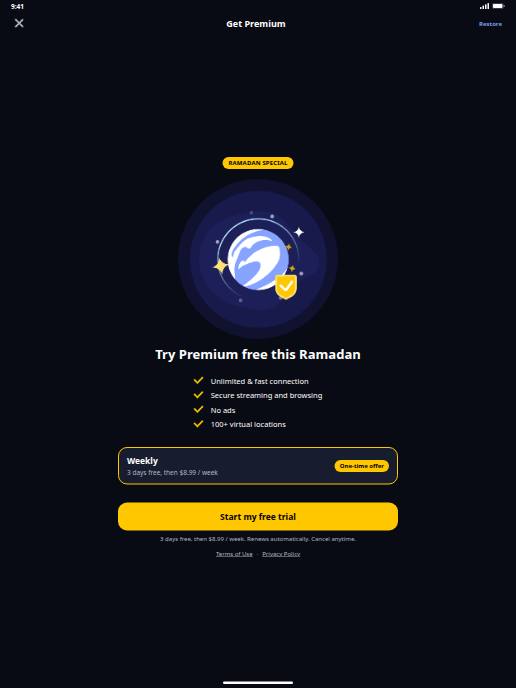 9:41
Get Premium
Restore
RAMADAN SPECIAL
Try Premium free this Ramadan
Unlimited & fast connection
Secure streaming and browsing
No ads
100+ virtual locations
Weekly
3 days free, then $8.99 / week
One-time offer
Start my free trial
3 days free, then $8.99 / week. Renews automatically. Cancel anytime.
Terms of Use · Privacy Policy